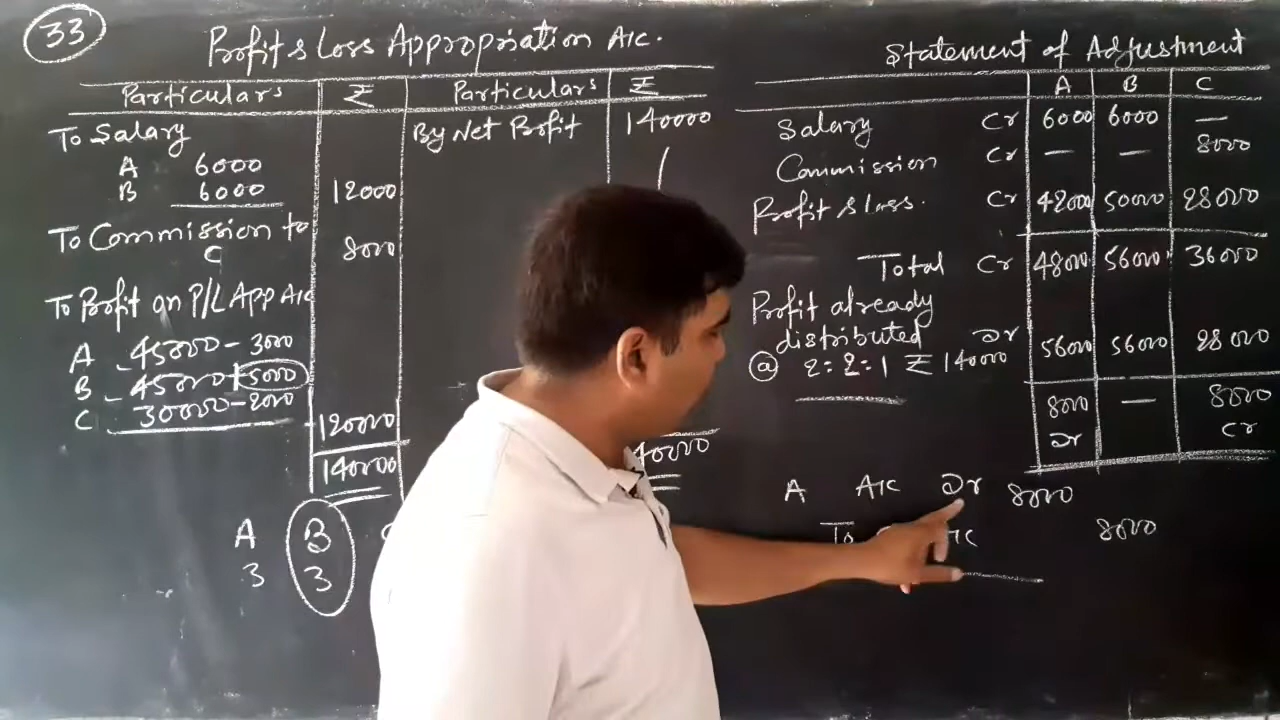 33
Profit & Loss Appropriation A/c.
Particulars ₹ Particulars ₹
To Salary By Net Profit 140000
A 6000
B 6000 12000
To Commission to
C 8000
To Profit on P/L APP A/c
A 45000 - 3000
B 45000 + 5000
C 30000 - 2000
120000
140000 40000
A B
3 3
Statement of Adjustment
A B C
Salary Cr 6000 6000 —
Commission Cr — — 8000
Profit & loss. Cr 42000 50000 28000
Total Cr 48000 56000 36000
Profit already
distributed Dr 56000 56000 28000
@ 2:2:1 ₹ 140000
8000 — 8000
Dr Cr
A A/c Dr 8000
To 8000